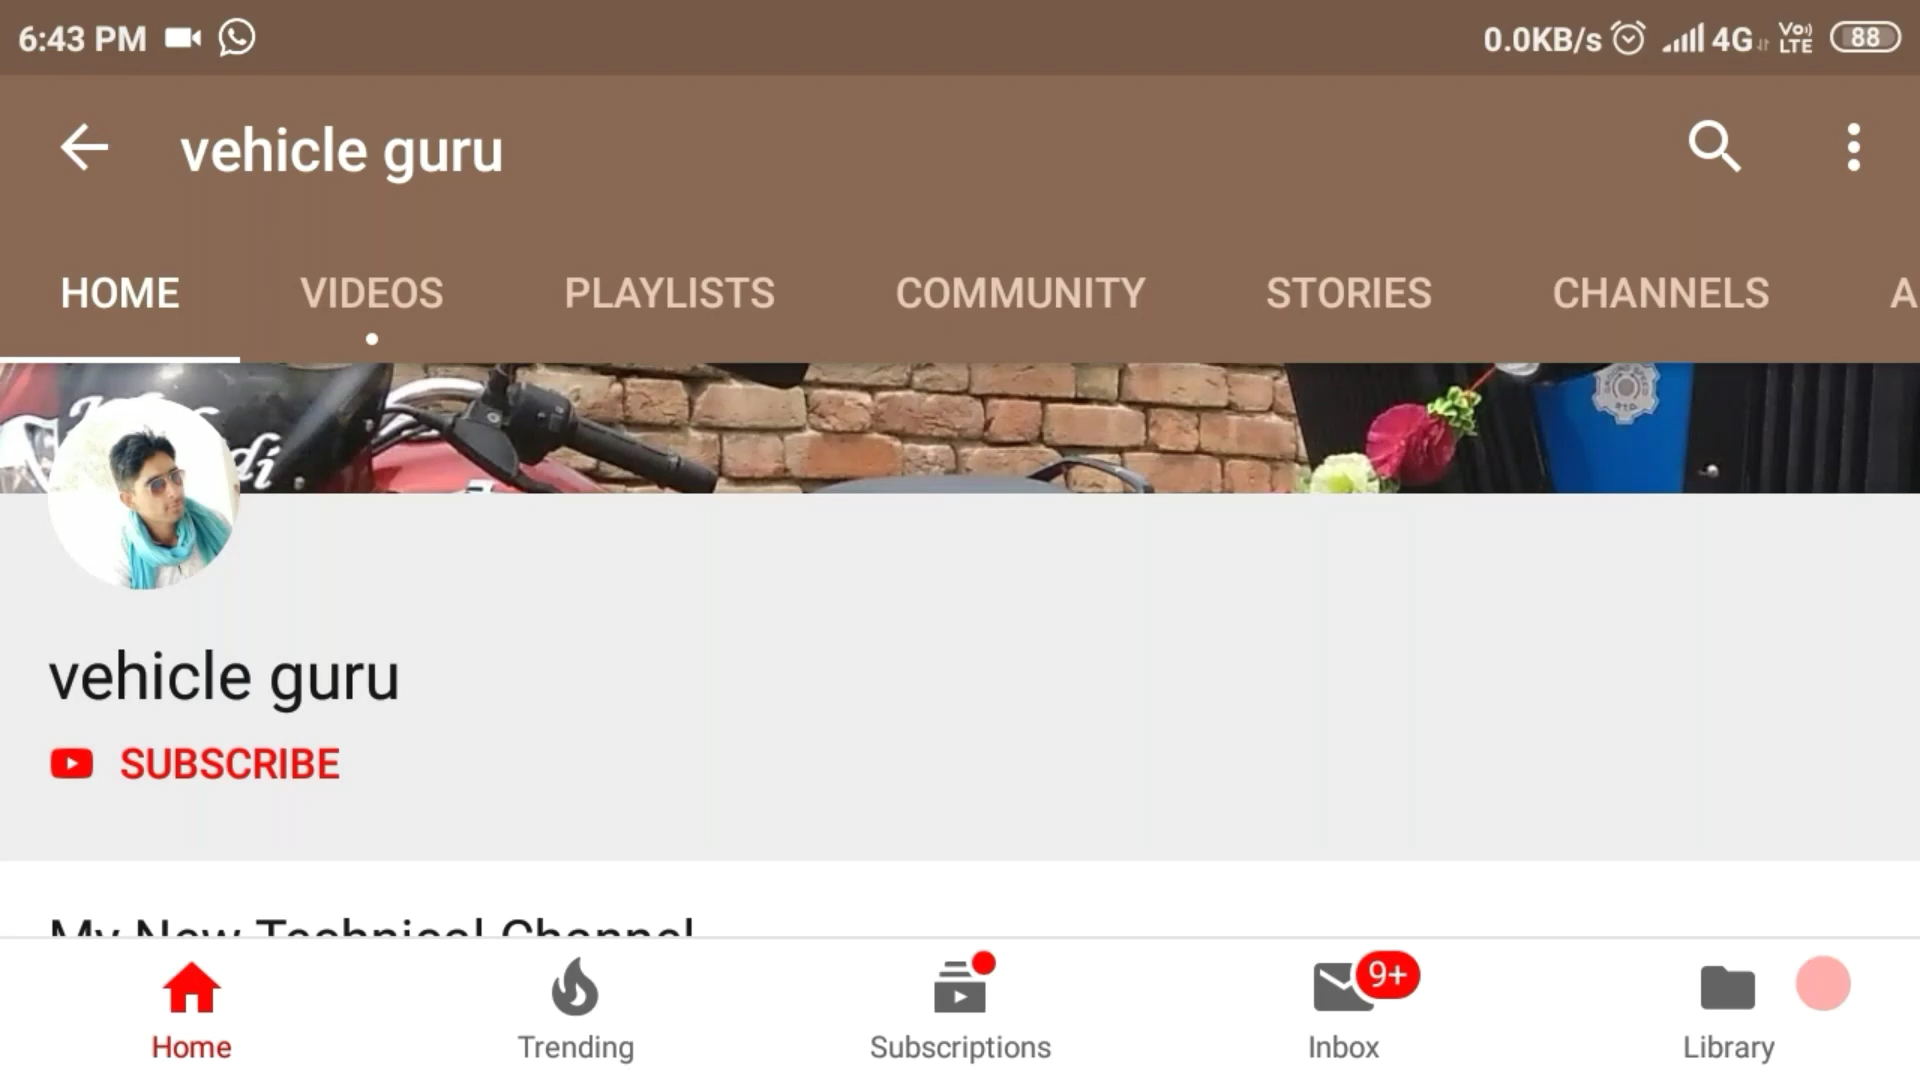 6:43 PM 0.0KB/s 4G VoLTE 88
vehicle guru
HOME VIDEOS PLAYLISTS COMMUNITY STORIES CHANNELS A
vehicle guru
SUBSCRIBE
My New Technical Channel
9+
Home Trending Subscriptions Inbox Library